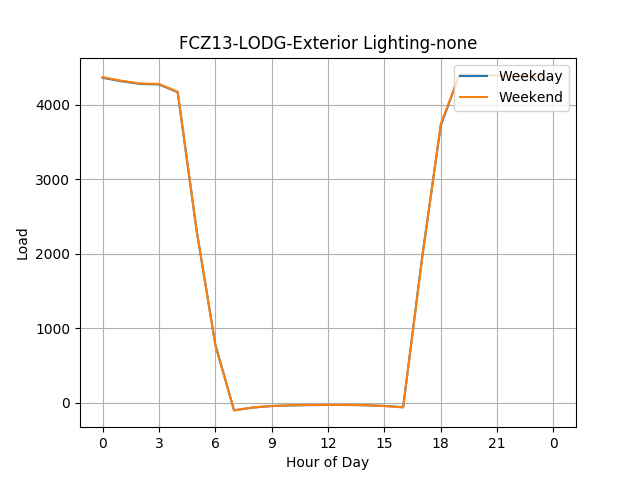 FCZ13-LODG-Exterior Lighting-none
Weekday
Weekend
4000
3000
2000
1000
0
Load
0 3 6 9 12 15 18 21 0
Hour of Day